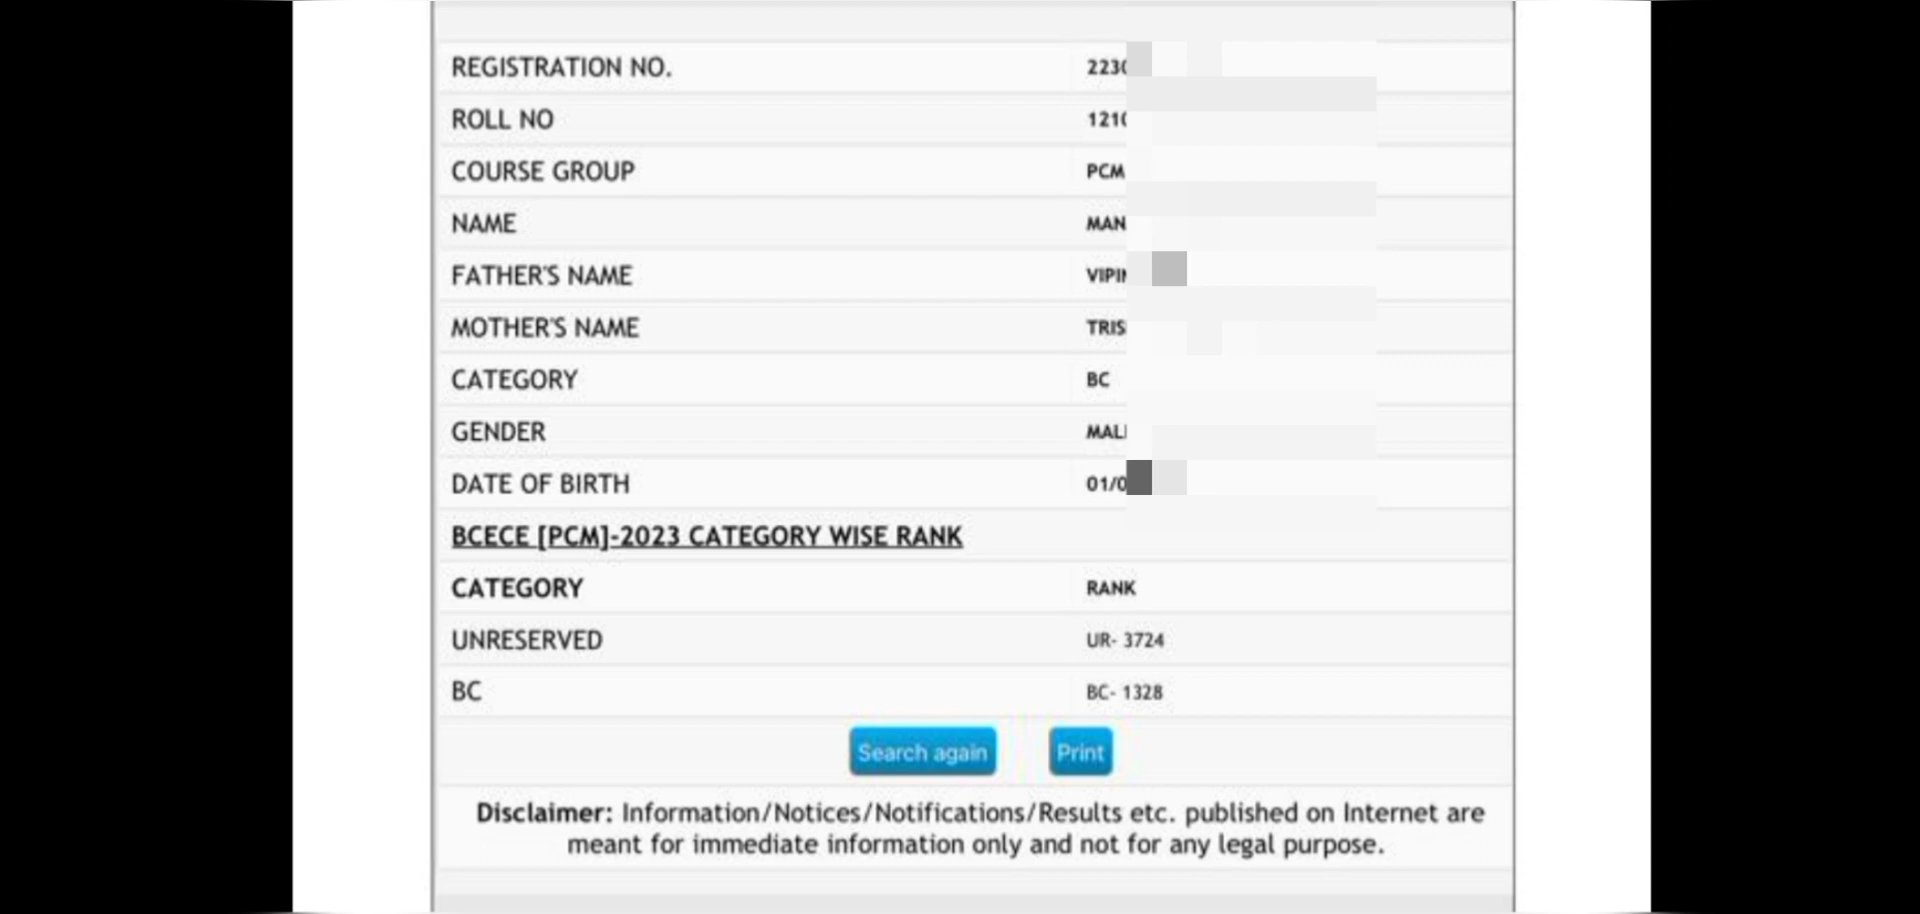 REGISTRATION NO. 223
ROLL NO 121
COURSE GROUP PCM
NAME MAN
FATHER'S NAME VIPI
MOTHER'S NAME TRIS
CATEGORY BC
GENDER MAL
DATE OF BIRTH 01/0
BCECE [PCM]-2023 CATEGORY WISE RANK
CATEGORY RANK
UNRESERVED UR- 3724
BC BC- 1328
Search again Print
Disclaimer: Information/Notices/Notifications/Results etc. published on Internet are
meant for immediate information only and not for any legal purpose.